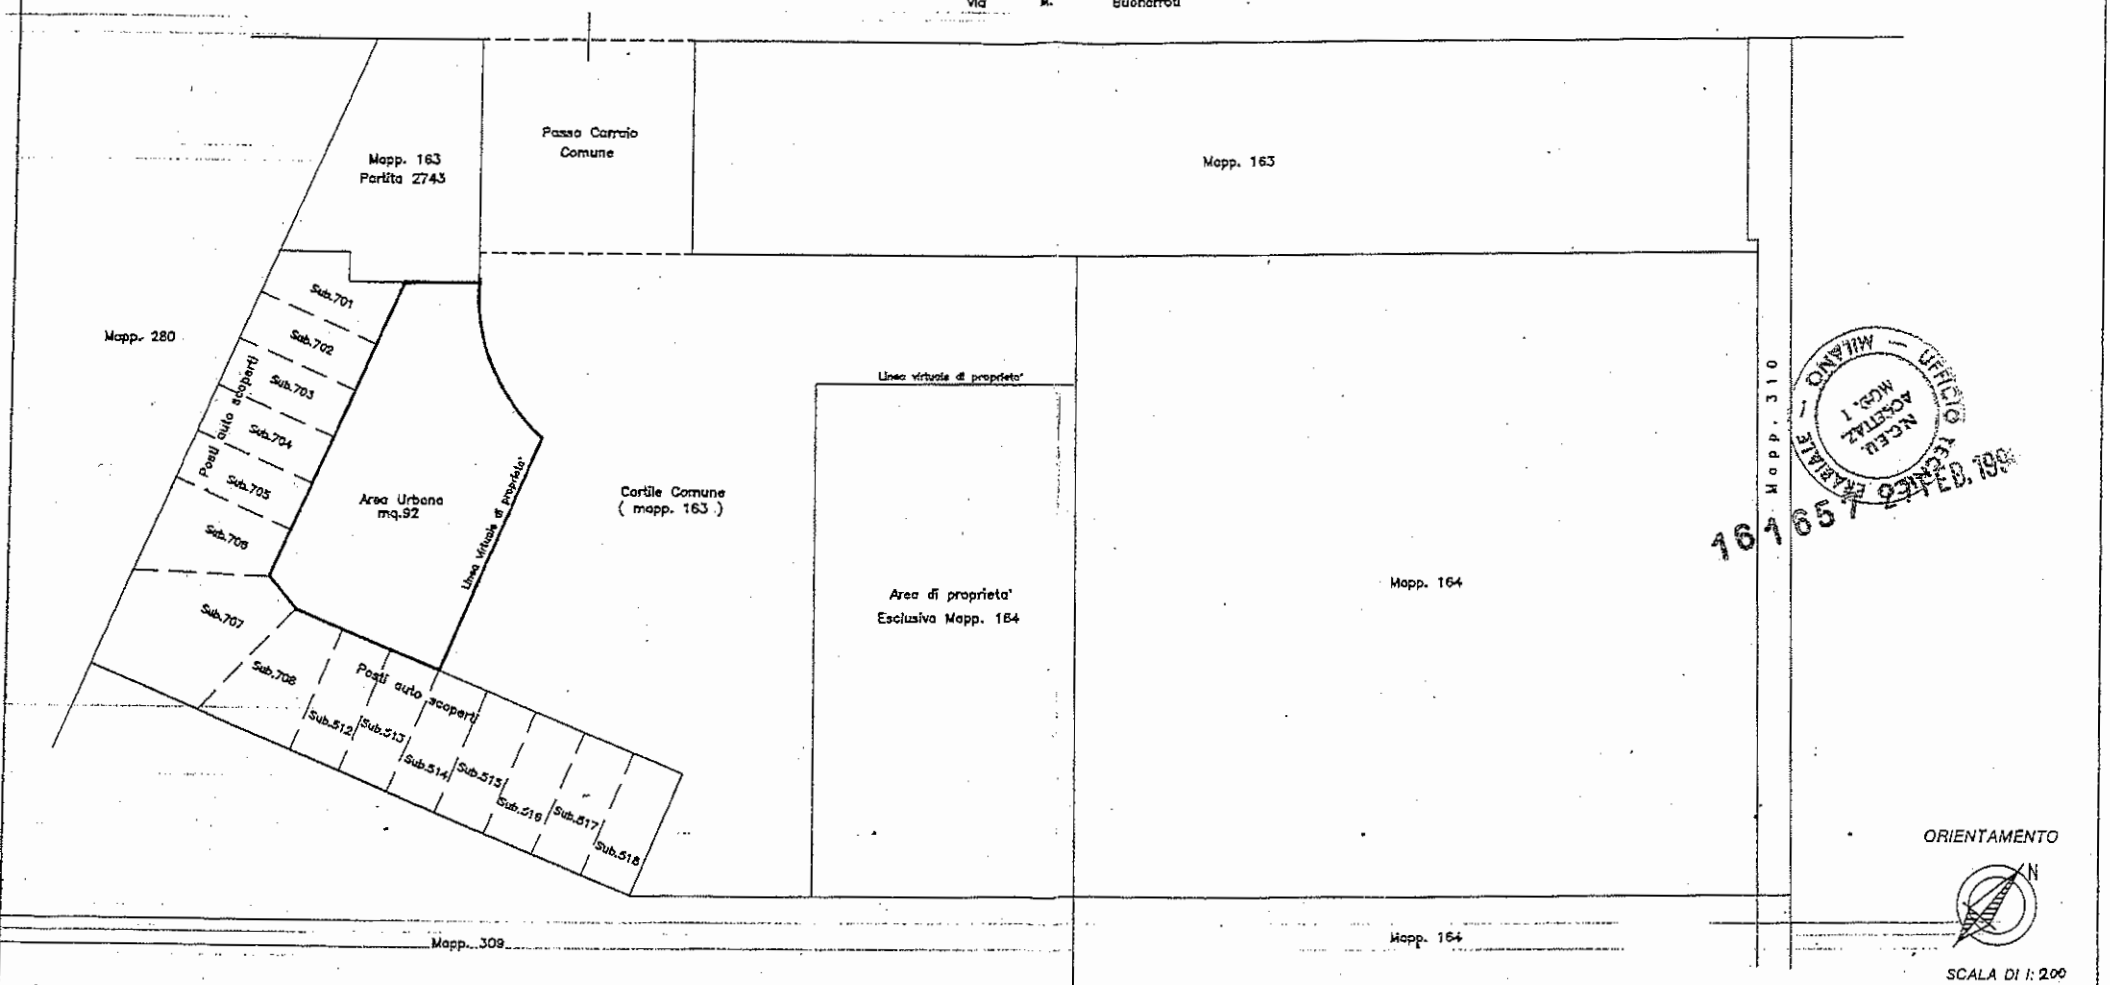 Via M. Buonarroti
Passo Carraio
Comune
Mapp. 163
Partita 2743
Mapp. 163
Mapp. 280
Sub.701
Sub.702
Sub.703
Sub.704
Sub.705
Sub.706
Posti auto scoperti
Sub.707
Sub.708
Area Urbana
mq.92
Linea virtuale di proprieta'
Cortile Comune
( mapp. 163 )
Linea virtuale di proprieta'
Area di proprieta'
Esclusiva Mapp. 164
Mapp. 164
Mapp. 310
UFFICIO TECNICO ERARIALE — MILANO —
N.C.E.U.
ACCETTAZ.
MOD. 1
161657 27 FEB. 199
Posti auto scoperti
Sub.512
Sub.513
Sub.514
Sub.515
Sub.516
Sub.517
Sub.518
Mapp. 309
Mapp. 164
ORIENTAMENTO
N
SCALA DI 1: 200